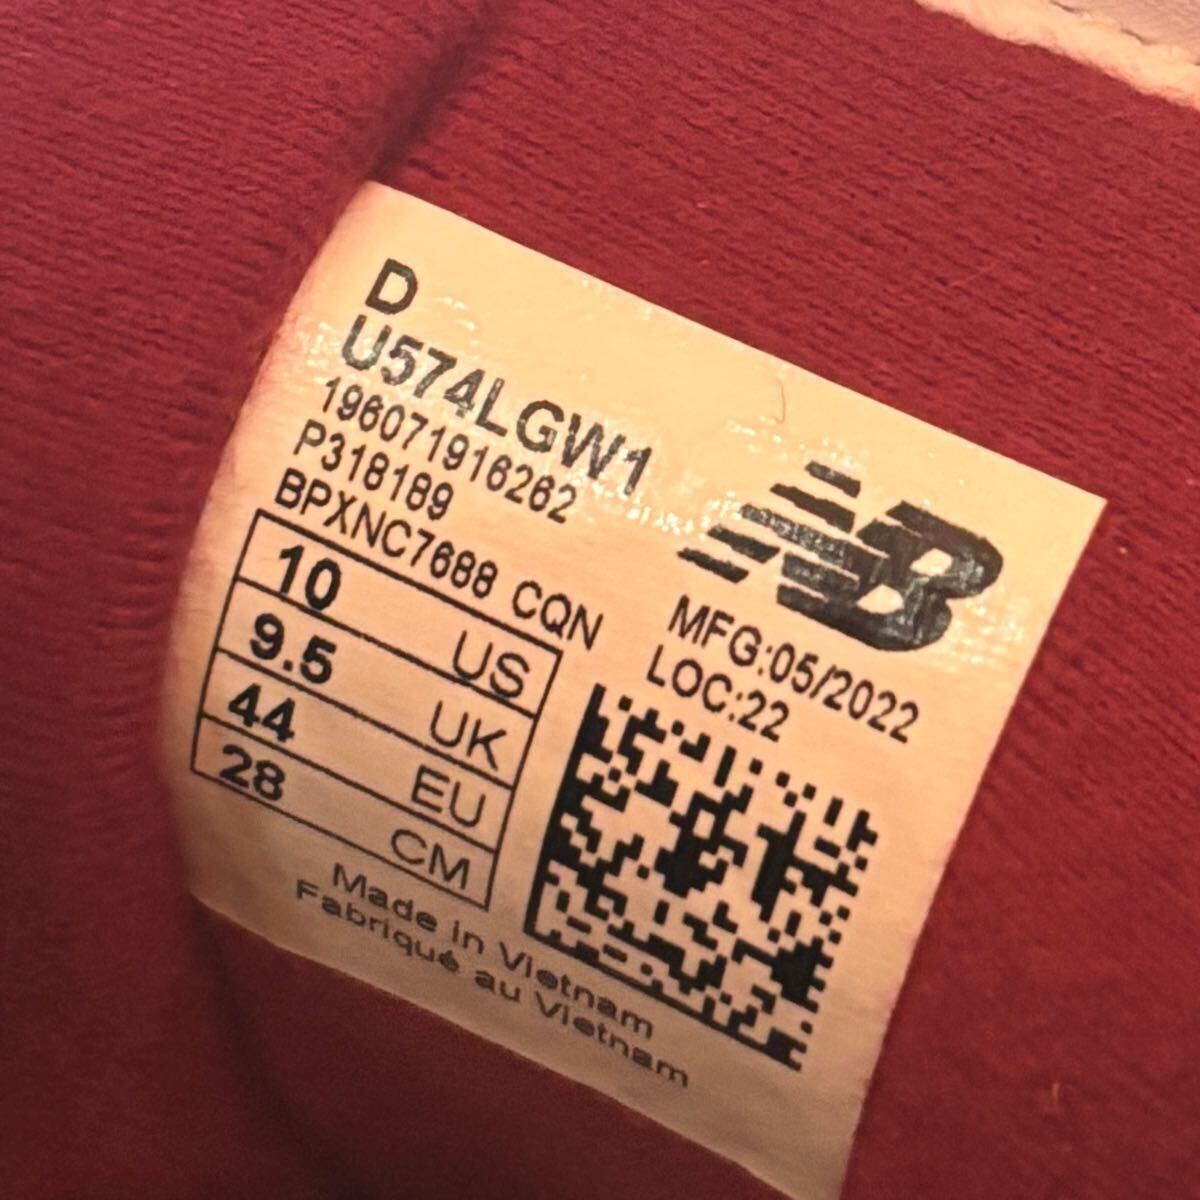 D
U574LGW1
196071916262
P318189
BPXNC7688 CQN
NB
MFG:05/2022
LOC:22
10 US
9.5 UK
44 EU
28 CM
Made in Vietnam
Fabriqué au Vietnam